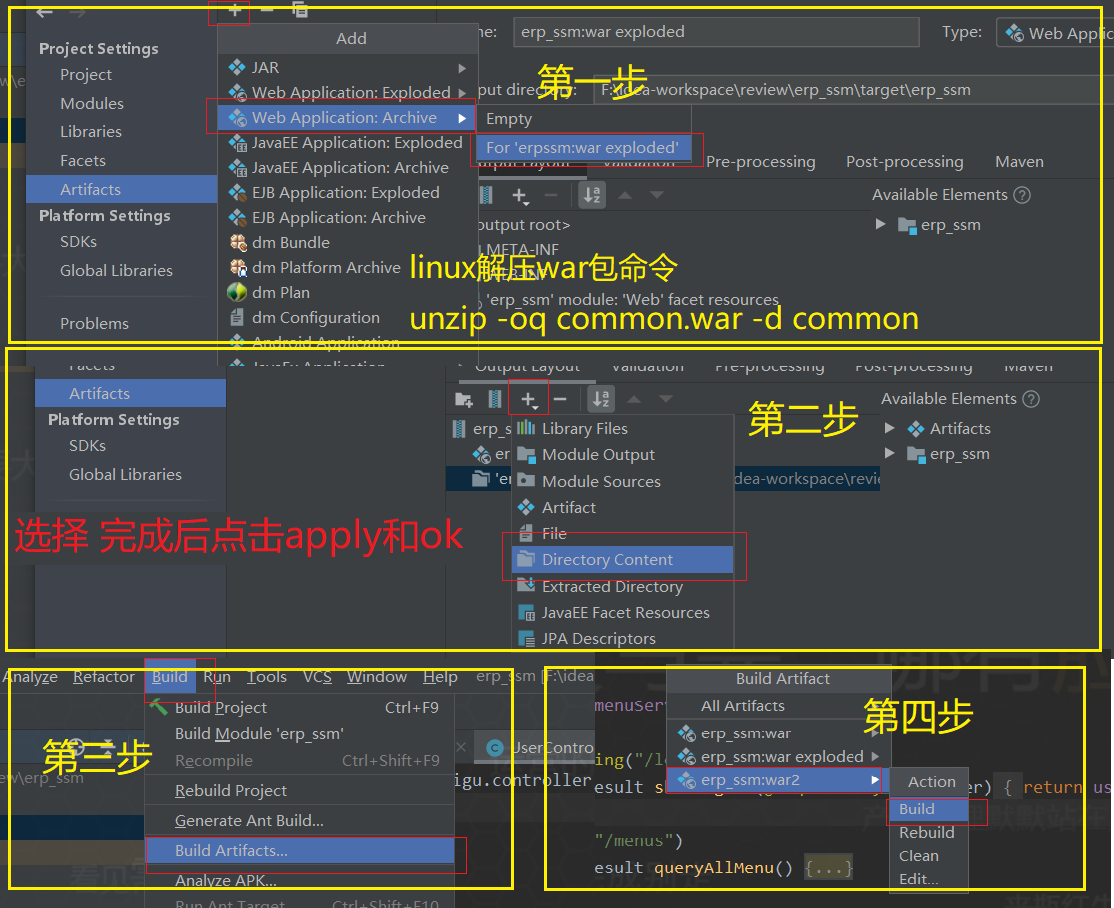 Project Settings
Project
Modules
Libraries
Facets
Artifacts
Platform Settings
SDKs
Global Libraries
Problems
Add
JAR
Web Application: Exploded
Web Application: Archive
JavaEE Application: Exploded
JavaEE Application: Archive
EJB Application: Exploded
EJB Application: Archive
dm Bundle
dm Platform Archive
dm Plan
dm Configuration
Android Application
Empty
For 'erpssm:war exploded'
me: erp_ssm:war exploded
Type: Web Applic
第一步
put directory: F:\idea-workspace\review\erp_ssm\target\erp_ssm
Output Layout Validation Pre-processing Post-processing Maven
Available Elements
erp_ssm
output root>
META-INF
WEB-INF
'erp_ssm' module: 'Web' facet resources
linux解压war包命令
unzip -oq common.war -d common
Facets
Artifacts
Platform Settings
SDKs
Global Libraries
Output Layout Validation Pre-processing Post-processing Maven
第二步
Available Elements
Artifacts
erp_ssm
erp_s
er
'er
idea-workspace\revie
Library Files
Module Output
Module Sources
Artifact
File
Directory Content
Extracted Directory
JavaEE Facet Resources
JPA Descriptors
选择 完成后点击apply和ok
Analyze Refactor Build Run Tools VCS Window Help erp_ssm [F:\idea
第三步
Build Project Ctrl+F9
Build Module 'erp_ssm'
Recompile Ctrl+Shift+F9
Rebuild Project
Generate Ant Build...
Build Artifacts...
Analyze APK...
Run Ant Target Ctrl+Shift+F10
ew\erp_ssm
UserContro
igu.controller
第四步
Build Artifact
All Artifacts
erp_ssm:war
erp_ssm:war exploded
erp_ssm:war2
Action
Build
Rebuild
Clean
Edit...
menuSer
ing("/l
esult s
er) { return us
"/menus")
esult queryAllMenu() {...}